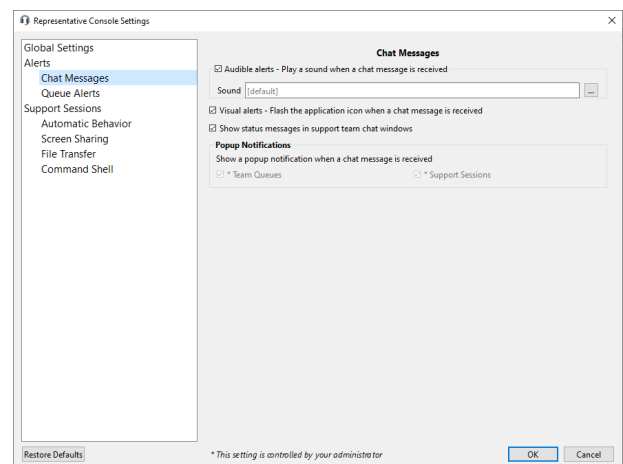 Representative Console Settings
Global Settings
Alerts
Chat Messages
Queue Alerts
Support Sessions
Automatic Behavior
Screen Sharing
File Transfer
Command Shell
Chat Messages
Audible alerts - Play a sound when a chat message is received
Sound [default] ...
Visual alerts - Flash the application icon when a chat message is received
Show status messages in support team chat windows
Popup Notifications
Show a popup notification when a chat message is received
* Team Queues * Support Sessions
Restore Defaults * This setting is controlled by your administrator OK Cancel